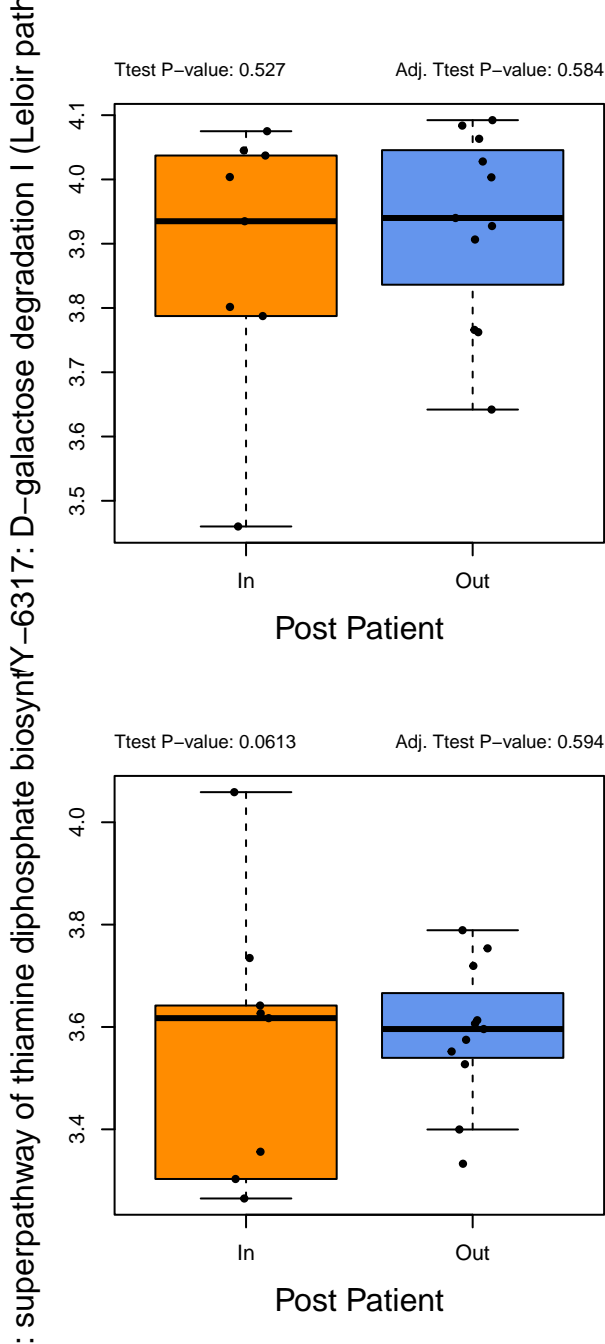 Ttest P−value: 0.527
Adj. Ttest P−value: 0.584
Y−6317: D−galactose degradation I (Leloir path
4.1
4.0
3.9
3.8
3.7
3.6
3.5
In
Out
Post Patient
Ttest P−value: 0.0613
Adj. Ttest P−value: 0.594
: superpathway of thiamine diphosphate biosynt
4.0
3.8
3.6
3.4
In
Out
Post Patient